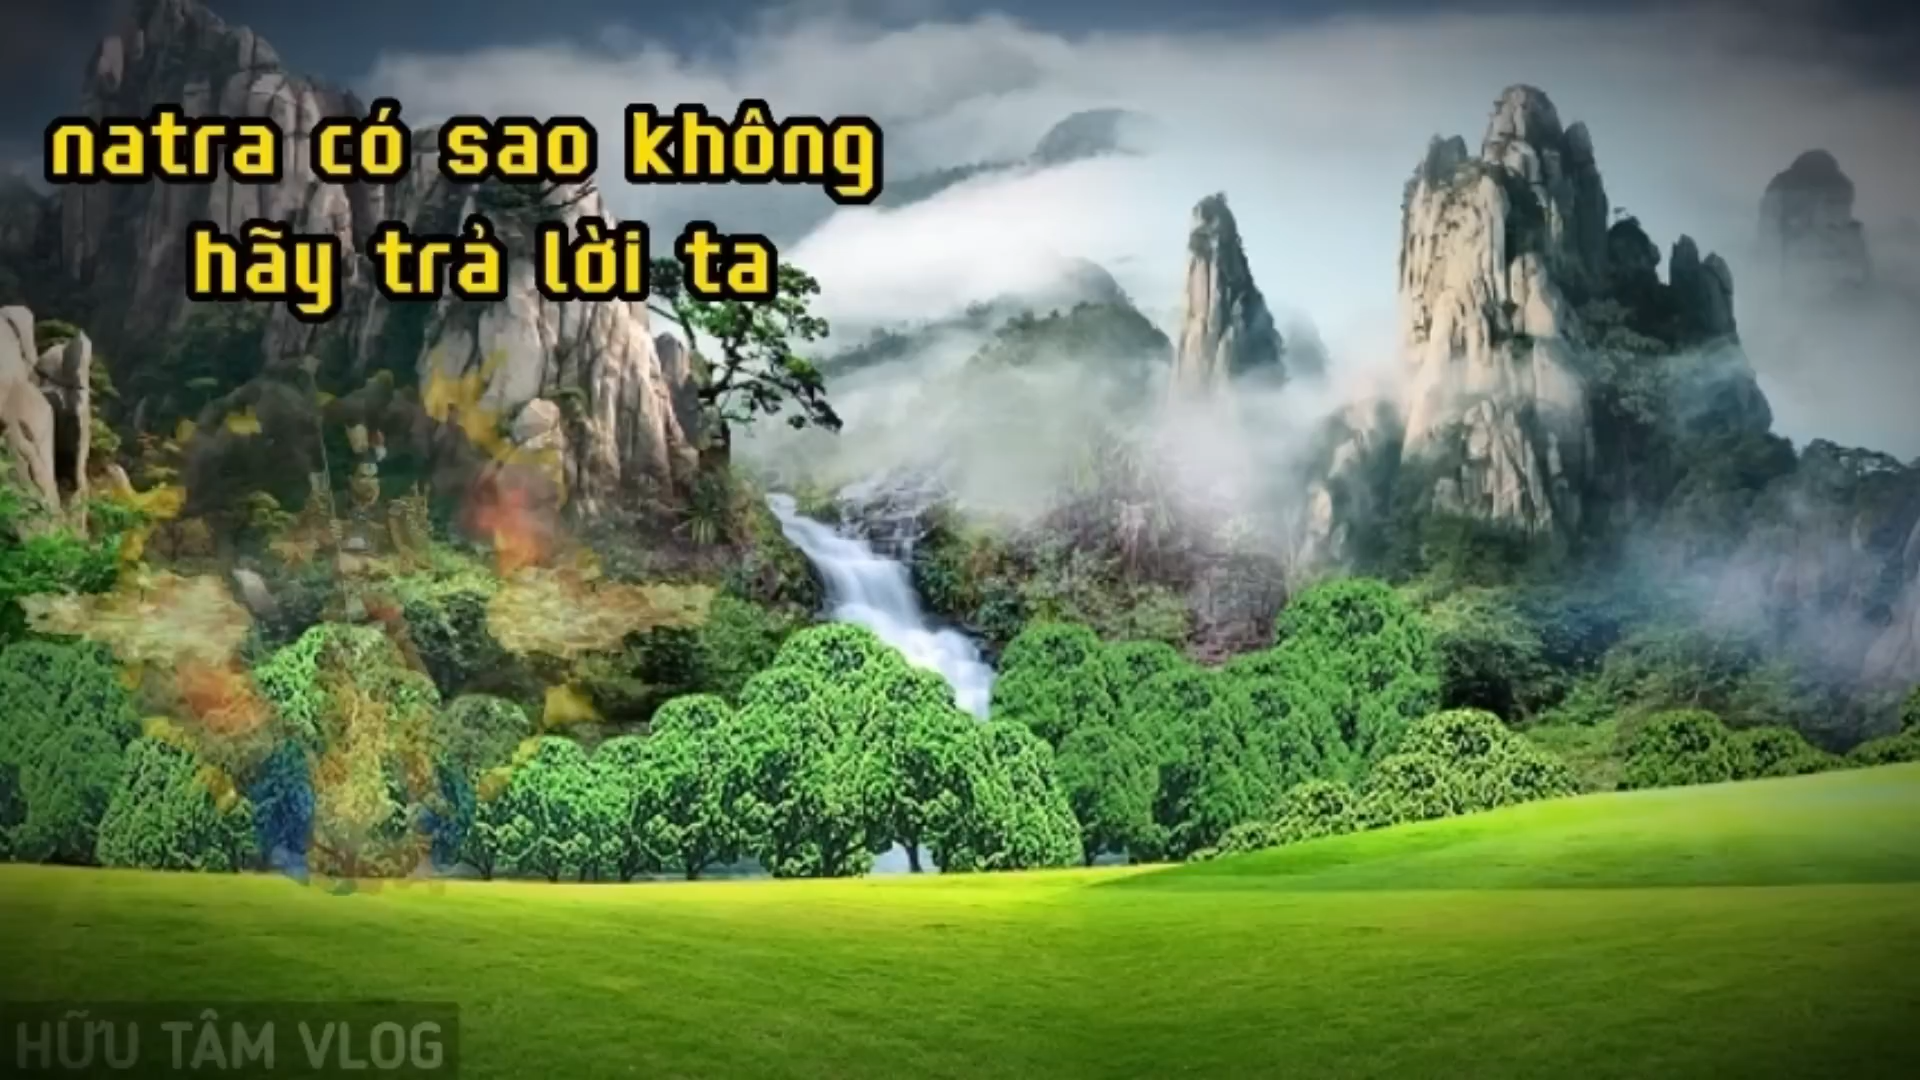 natra có sao không
hãy trả lời ta
HỮU TÂM VLOG